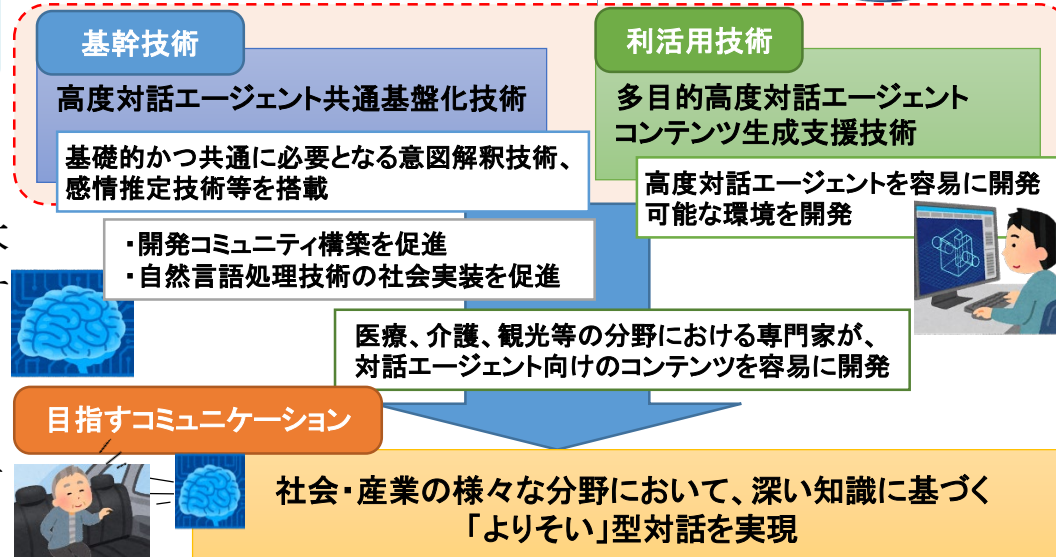 基幹技術
高度対話エージェント共通基盤化技術
基礎的かつ共通に必要となる意図解釈技術、
感情推定技術等を搭載
・開発コミュニティ構築を促進
・自然言語処理技術の社会実装を促進
利活用技術
多目的高度対話エージェント
コンテンツ生成支援技術
高度対話エージェントを容易に開発
可能な環境を開発
医療、介護、観光等の分野における専門家が、
対話エージェント向けのコンテンツを容易に開発
目指すコミュニケーション
社会・産業の様々な分野において、深い知識に基づく
「よりそい」型対話を実現